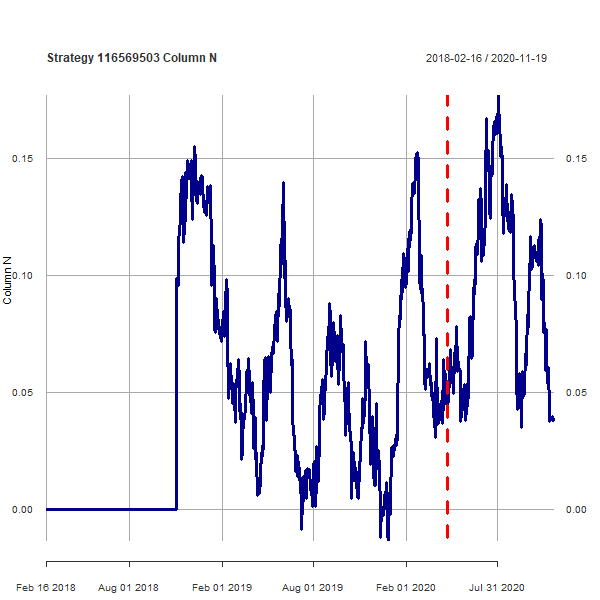 Strategy 116569503 Column N
2018-02-16 / 2020-11-19
Column N
0.15
0.10
0.05
0.00
0.15
0.10
0.05
0.00
Feb 16 2018
Aug 01 2018
Feb 01 2019
Aug 01 2019
Feb 01 2020
Jul 31 2020